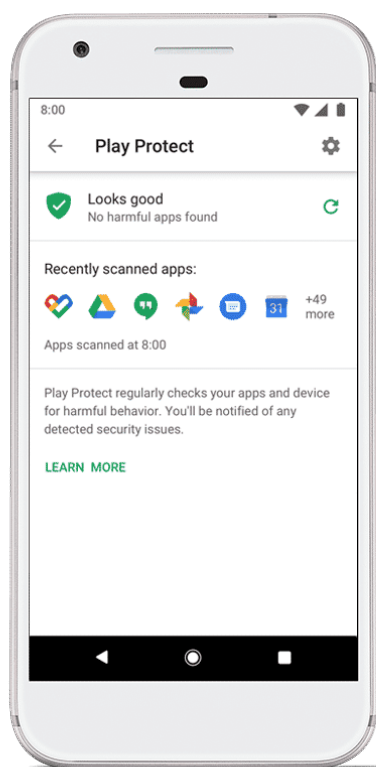 8:00
Play Protect
Looks good
No harmful apps found
Recently scanned apps:
31
+49
more
Apps scanned at 8:00
Play Protect regularly checks your apps and device
for harmful behavior. You'll be notified of any
detected security issues.
LEARN MORE